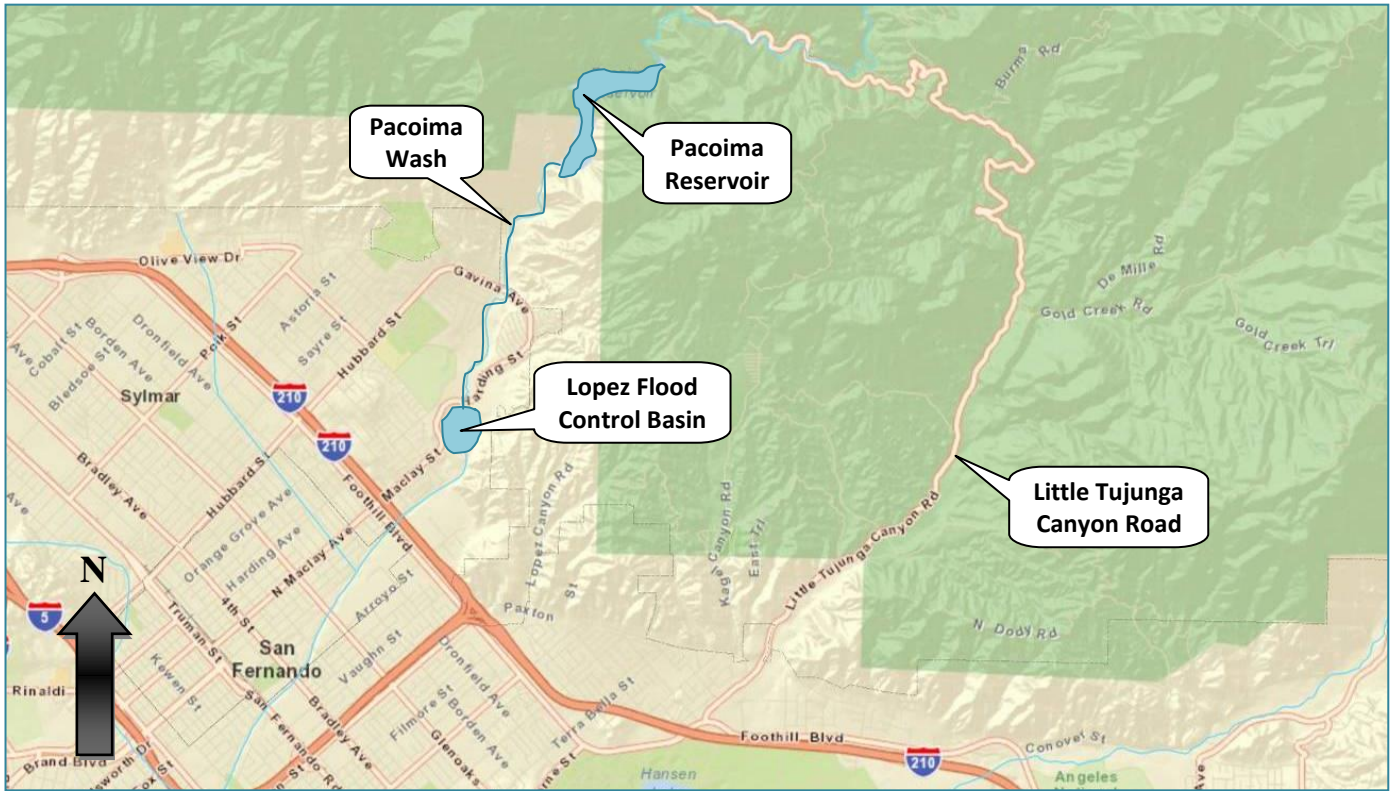 Burma Rd
Pacoima
Wash
Pacoima
Reservoir
Olive View Dr
Gavina Ave
Astoria St
Sayre St
Hubbard St
Polk St
Dronfield Ave
Borden Ave
Cobalt St
Bledsoe St
Ave
Sylmar
210
210
Harding St
Lopez Flood
Control Basin
De Mille Rd
Gold Creek Rd
Gold
Creek Trl
Little Tujunga
Canyon Road
Bradley Ave
Hubbard St
Maclay St
Foothill Blvd
Orange Grove Ave
Harding Ave
N Maclay Ave
Lopez Canyon Rd
Kagel Canyon Rd
East Trl
Little Tujunga Canyon Rd
Ave
N
5
Truman St
4th St
Arroyo St
Paxton
St
N Dody Rd
San
Fernando
Kewen St
Vaughn St
Dronfield Ave
Rinaldi
San Fernando Rd
Bradley Ave
Filmore St
Borden Ave
Glenoaks
Terra Bella St
Foothill Blvd
210
Conover St
Brand Blvd
Hansen
Angeles
Ave